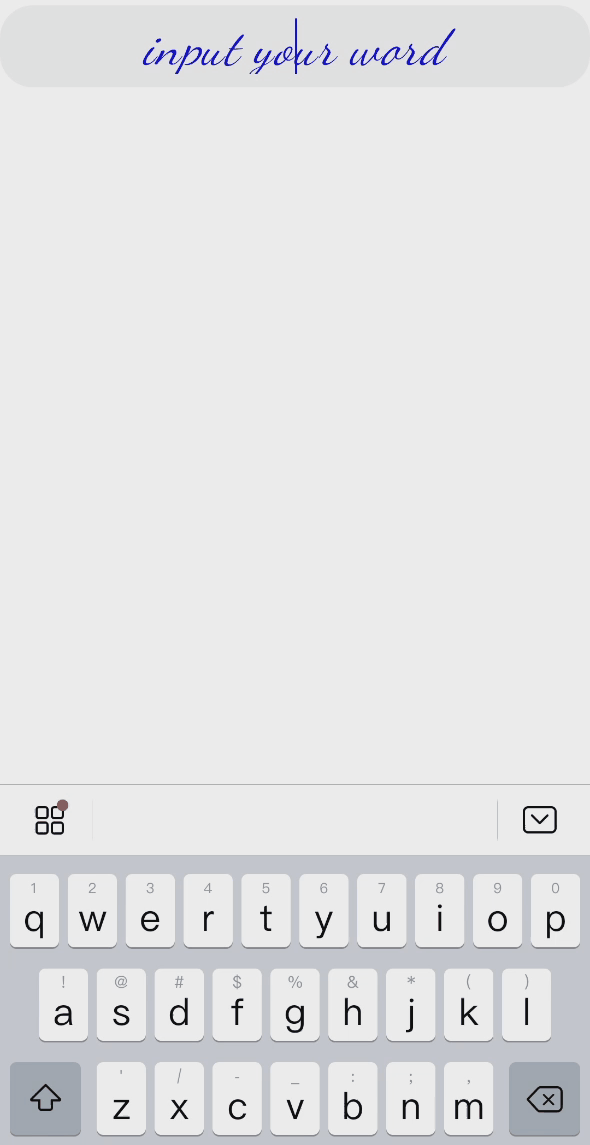 input your word
1 2 3 4 5 6 7 8 9 0
q w e r t y u i o p
! @ # $ % & * ( )
a s d f g h j k l
' / - _ : ; ,
z x c v b n m